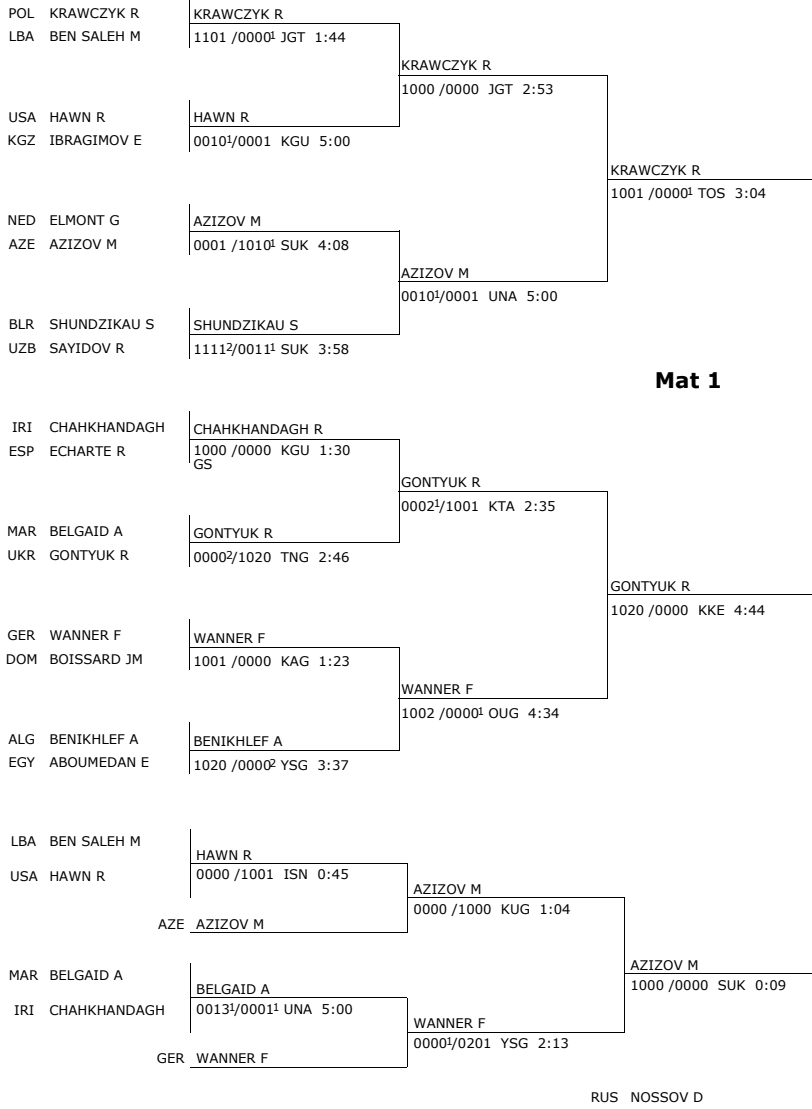 POL KRAWCZYK R
KRAWCZYK R
LBA BEN SALEH M
1101 /0000¹ JGT 1:44
KRAWCZYK R
1000 /0000 JGT 2:53
USA HAWN R
HAWN R
KGZ IBRAGIMOV E
0010¹/0001 KGU 5:00
KRAWCZYK R
1001 /0000¹ TOS 3:04
NED ELMONT G
AZIZOV M
AZE AZIZOV M
0001 /1010¹ SUK 4:08
AZIZOV M
0010¹/0001 UNA 5:00
BLR SHUNDZIKAU S
SHUNDZIKAU S
UZB SAYIDOV R
1111²/0011¹ SUK 3:58
Mat 1
IRI CHAHKHANDAGH
CHAHKHANDAGH R
ESP ECHARTE R
1000 /0000 KGU 1:30
GS
GONTYUK R
0002¹/1001 KTA 2:35
MAR BELGAID A
GONTYUK R
UKR GONTYUK R
0000²/1020 TNG 2:46
GONTYUK R
1020 /0000 KKE 4:44
GER WANNER F
WANNER F
DOM BOISSARD JM
1001 /0000 KAG 1:23
WANNER F
1002 /0000¹ OUG 4:34
ALG BENIKHLEF A
BENIKHLEF A
EGY ABOUMEDAN E
1020 /0000² YSG 3:37
LBA BEN SALEH M
HAWN R
USA HAWN R
0000 /1001 ISN 0:45
AZIZOV M
0000 /1000 KUG 1:04
AZE AZIZOV M
AZIZOV M
1000 /0000 SUK 0:09
MAR BELGAID A
BELGAID A
IRI CHAHKHANDAGH
0013¹/0001¹ UNA 5:00
WANNER F
0000¹/0201 YSG 2:13
GER WANNER F
RUS NOSSOV D